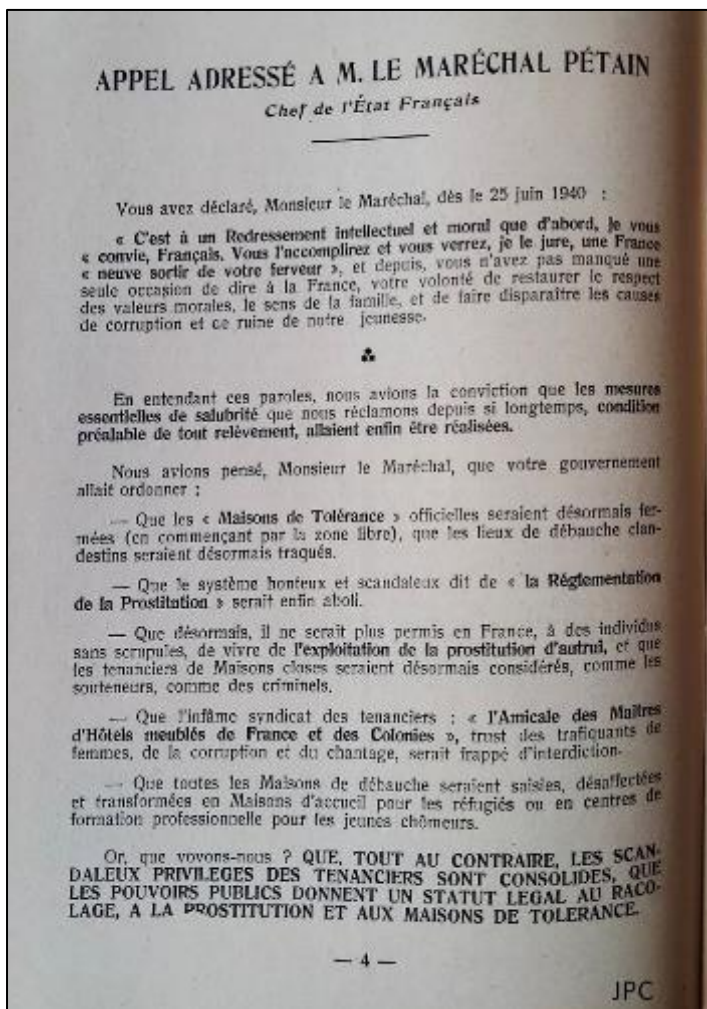 APPEL ADRESSÉ A M. LE MARÉCHAL PÉTAIN
Chef de l'État Français
Vous avez déclaré, Monsieur le Maréchal, dès le 25 juin 1940 :
« C'est à un Redressement intellectuel et moral que d'abord, je vous
« convie, Français. Vous l'accomplirez et vous verrez, je le jure, une France
« neuve sortir de votre ferveur », et depuis, vous n'avez pas manqué une
seule occasion de dire à la France, votre volonté de restaurer le respect
des valeurs morales, le sens de la famille, et de faire disparaître les causes
de corruption et de ruine de notre jeunesse.
En entendant ces paroles, nous avions la conviction que les mesures
essentielles de salubrité que nous réclamons depuis si longtemps, condition
préalable de tout relèvement, allaient enfin être réalisées.
Nous avions pensé, Monsieur le Maréchal, que votre gouvernement
allait ordonner :
— Que les « Maisons de Tolérance » officielles seraient désormais fer-
mées (en commençant par la zone libre), que les lieux de débauche clan-
destins seraient désormais traqués.
— Que le système honteux et scandaleux dit de « la Réglementation
de la Prostitation » serait enfin aboli.
— Que désormais, il ne serait plus permis en France, à des individus
sans scrupules, de vivre de l'exploitation de la prostitution d'autrui, et que
les tenanciers de Maisons closes seraient désormais considérés, comme les
souteneurs, comme des criminels.
— Que l'infâme syndicat des tenanciers : « l'Amicale des Maîtres
d'Hôtels meublés de France et des Colonies », trust des trafiquants de
femmes, de la corruption et du chantage, serait frappé d'interdiction.
— Que toutes les Maisons de débauche seraient saisies, désaffectées
et transformées en Maisons d'accueil pour les réfugiés ou en centres de
formation professionnelle pour les jeunes chômeurs.
Or, que voyons-nous ? QUE, TOUT AU CONTRAIRE, LES SCAN-
DALEUX PRIVILEGES DES TENANCIERS SONT CONSOLIDES, QUE
LES POUVOIRS PUBLICS DONNENT UN STATUT LEGAL AU RACO-
LAGE, A LA PROSTITUTION ET AUX MAISONS DE TOLERANCE.
— 4 —
JPC